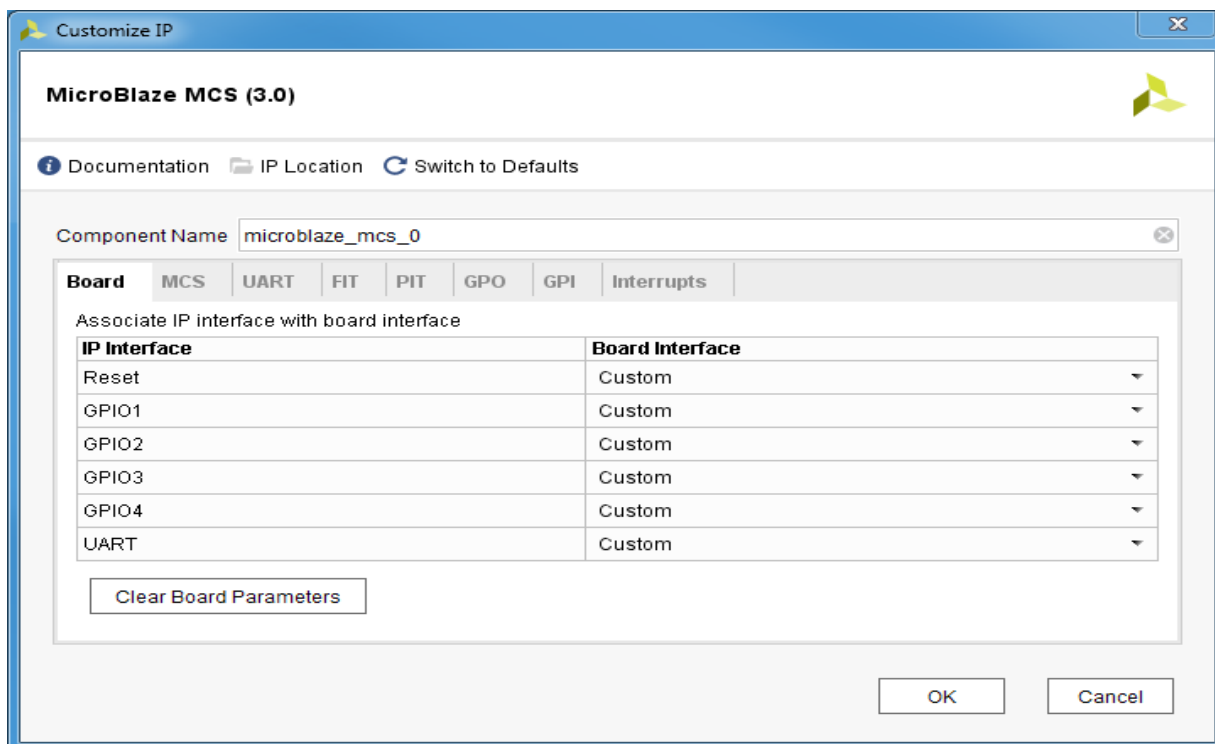 Customize IP
MicroBlaze MCS (3.0)
Documentation IP Location Switch to Defaults
Component Name microblaze_mcs_0
Board MCS UART FIT PIT GPO GPI Interrupts
Associate IP interface with board interface
IP Interface Board Interface
Reset Custom
GPIO1 Custom
GPIO2 Custom
GPIO3 Custom
GPIO4 Custom
UART Custom
Clear Board Parameters
OK Cancel